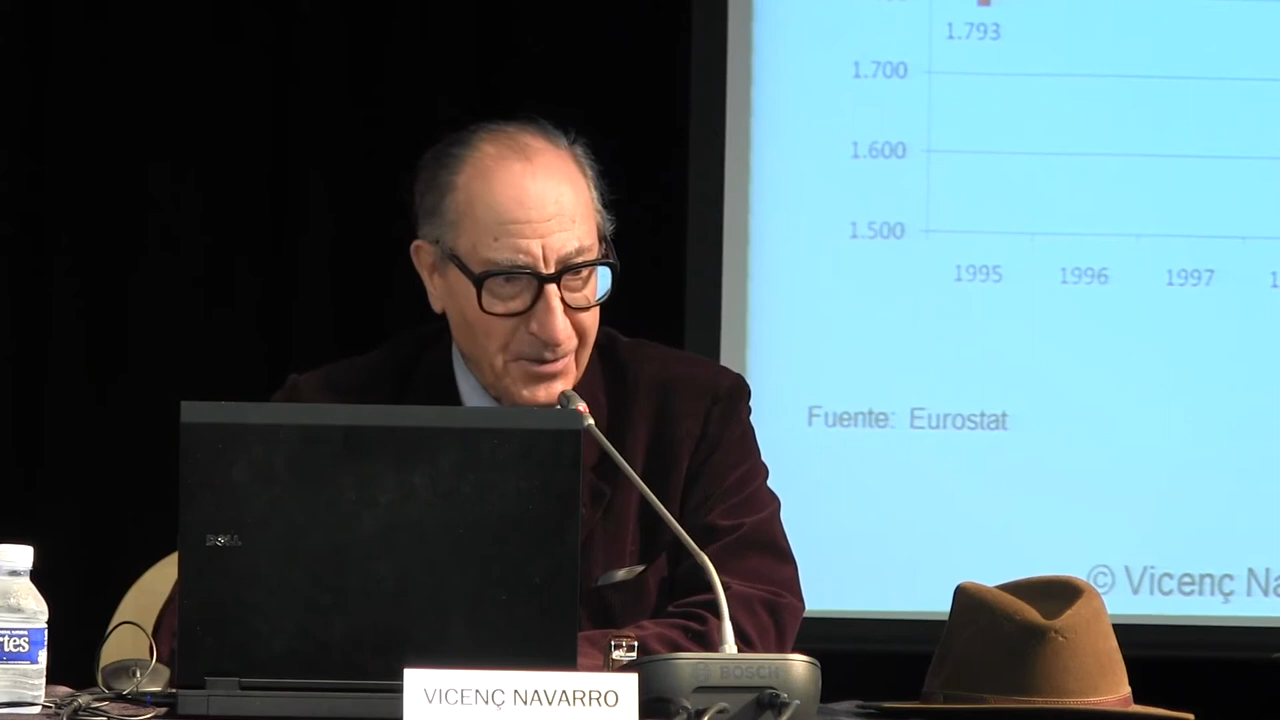 1.793
1.700
1.600
1.500
1995 1996 1997 1
Fuente: Eurostat
© Vicenç Na
DELL
rtes
BOSCH
VICENÇ NAVARRO